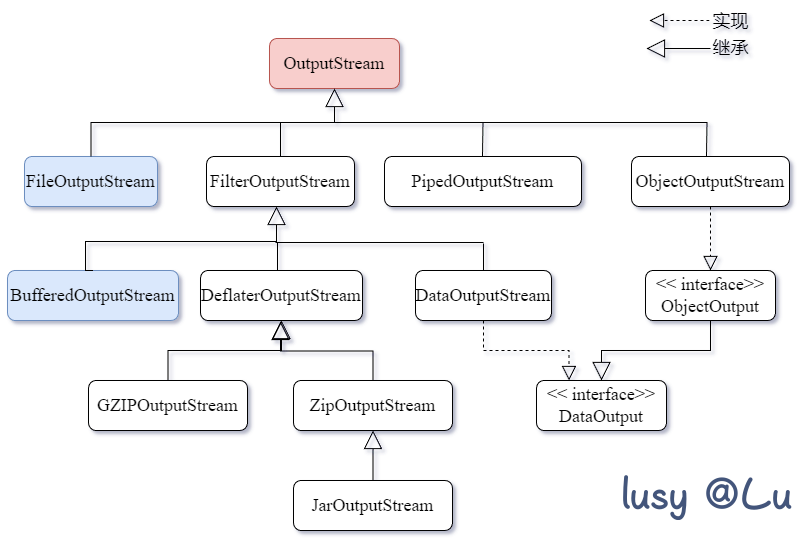 实现
继承
OutputStream
FileOutputStream
FilterOutputStream
PipedOutputStream
ObjectOutputStream
BufferedOutputStream
DeflaterOutputStream
DataOutputStream
<< interface>>
ObjectOutput
GZIPOutputStream
ZipOutputStream
<< interface>>
DataOutput
JarOutputStream
lusy @Lu